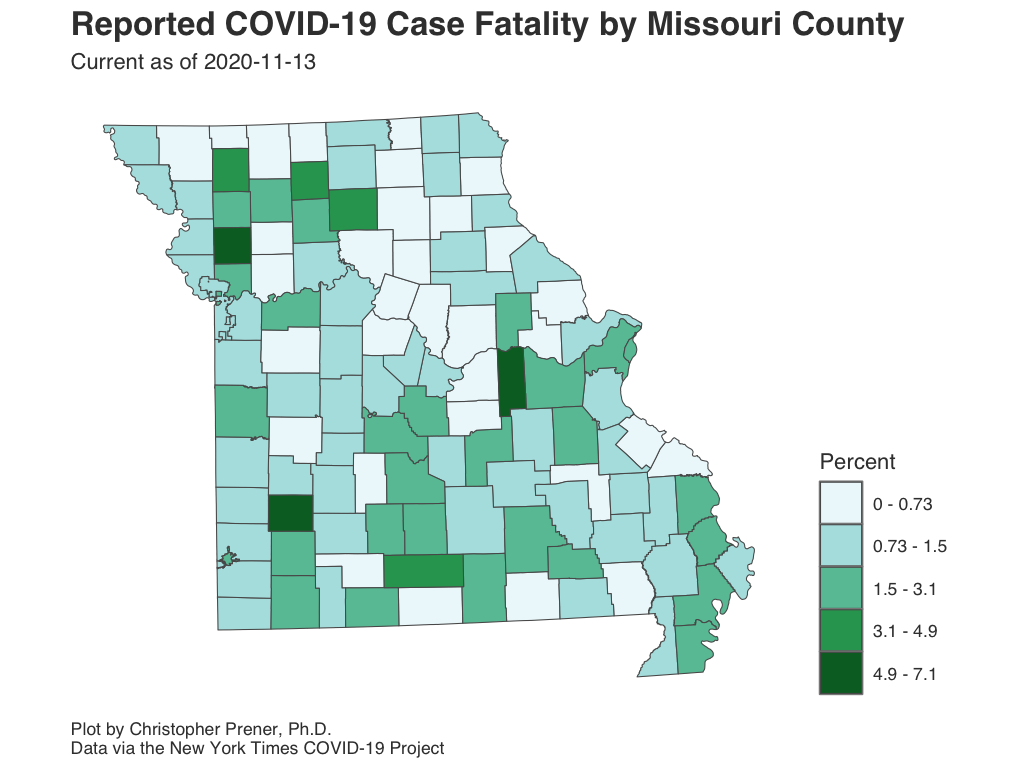 Reported COVID-19 Case Fatality by Missouri County
Current as of 2020-11-13
Percent
0 - 0.73
0.73 - 1.5
1.5 - 3.1
3.1 - 4.9
4.9 - 7.1
Plot by Christopher Prener, Ph.D.
Data via the New York Times COVID-19 Project